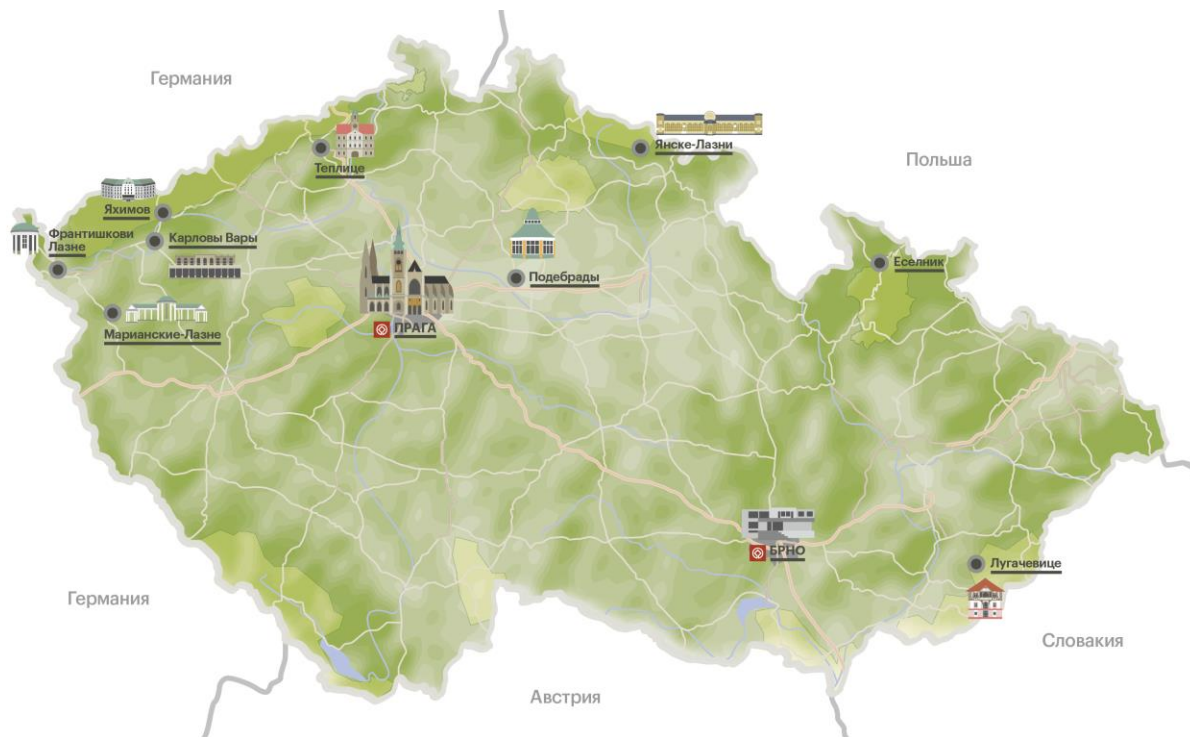 Германия
Янске-Лазни
Польша
Теплице
Яхимов
Франтишкови
Лазне
Карловы Вары
Еселник
Подебрады
Марианские-Лазне
ПРАГА
БРНО
Лугачевице
Германия
Словакия
Австрия